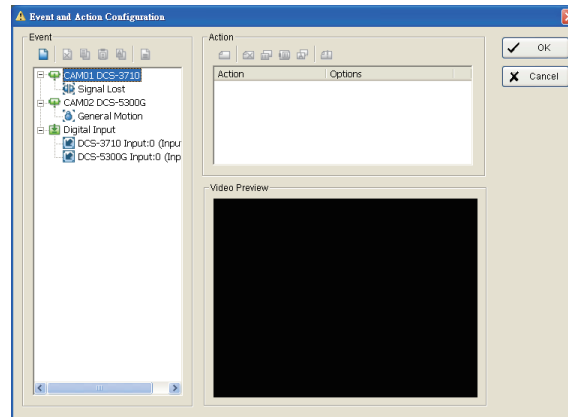 Event and Action Configuration
Event
CAM01 DCS-3710
Signal Lost
CAM02 DCS-5300G
General Motion
Digital Input
DCS-3710 Input:0 (Inpu
DCS-5300G Input:0 (Inp
Action
Action Options
Video Preview
OK
Cancel